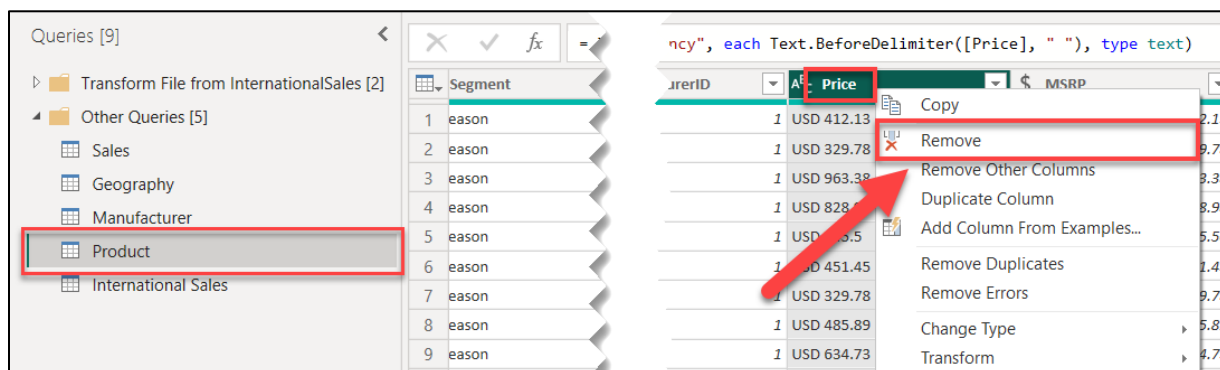 Queries [9]
Transform File from InternationalSales [2]
Other Queries [5]
Sales
Geography
Manufacturer
Product
International Sales
fx
=
ncy", each Text.BeforeDelimiter([Price], " "), type text)
Segment
urerID
Price
$ MSRP
1 eason 1 USD 412.13
2 eason 1 USD 329.78
3 eason 1 USD 963.38
4 eason 1 USD 828
5 eason 1 USD
6 eason 1 451.45
7 eason 1 USD 329.78
8 eason 1 USD 485.89
9 eason 1 USD 634.73
Copy
Remove
Remove Other Columns
Duplicate Column
Add Column From Examples...
Remove Duplicates
Remove Errors
Change Type
Transform